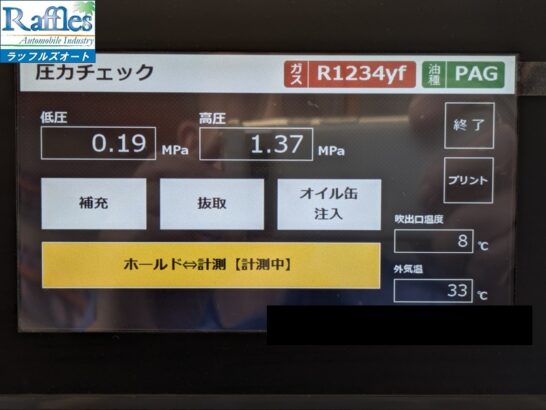 Raffles
Automobile Industry
ラッフルズオート
圧力チェック
ガス R1234yf
油種 PAG
低圧
0.19 MPa
高圧
1.37 MPa
終了
プリント
補充
抜取
オイル缶
注入
吹出口温度
8 ℃
ホールド⇔計測【計測中】
外気温
33 ℃